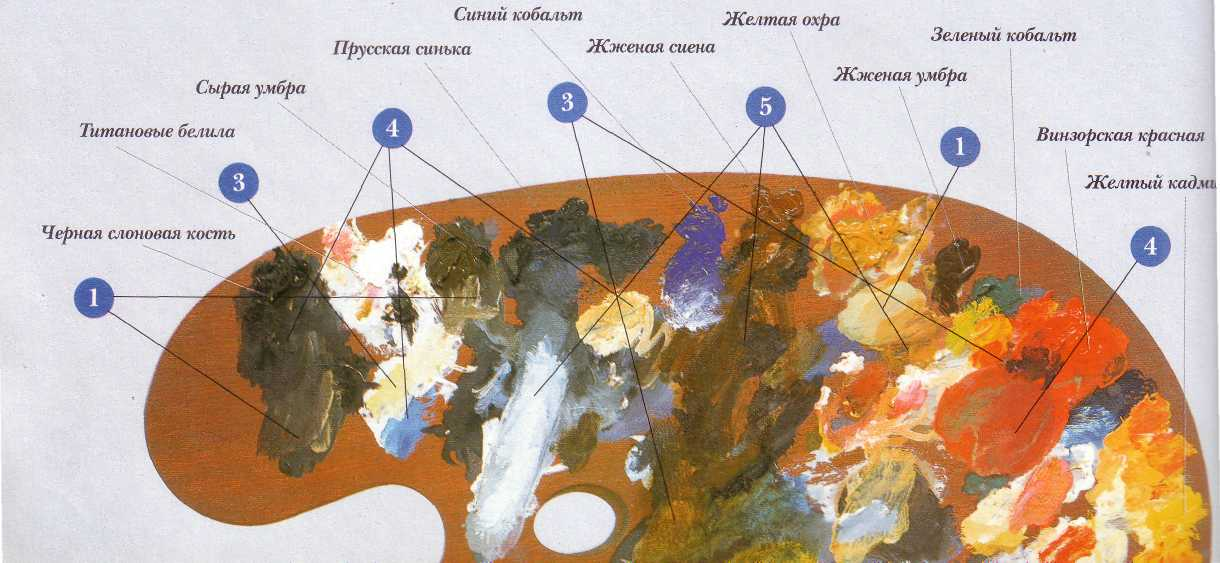 Синий кобальт
Желтая охра
Зеленый кобальт
Прусская синька
Жженая сиена
Жженая умбра
Сырая умбра
3
5
4
Титановые белила
1
Винзорская красная
3
Желтый кадми
Черная слоновая кость
4
1